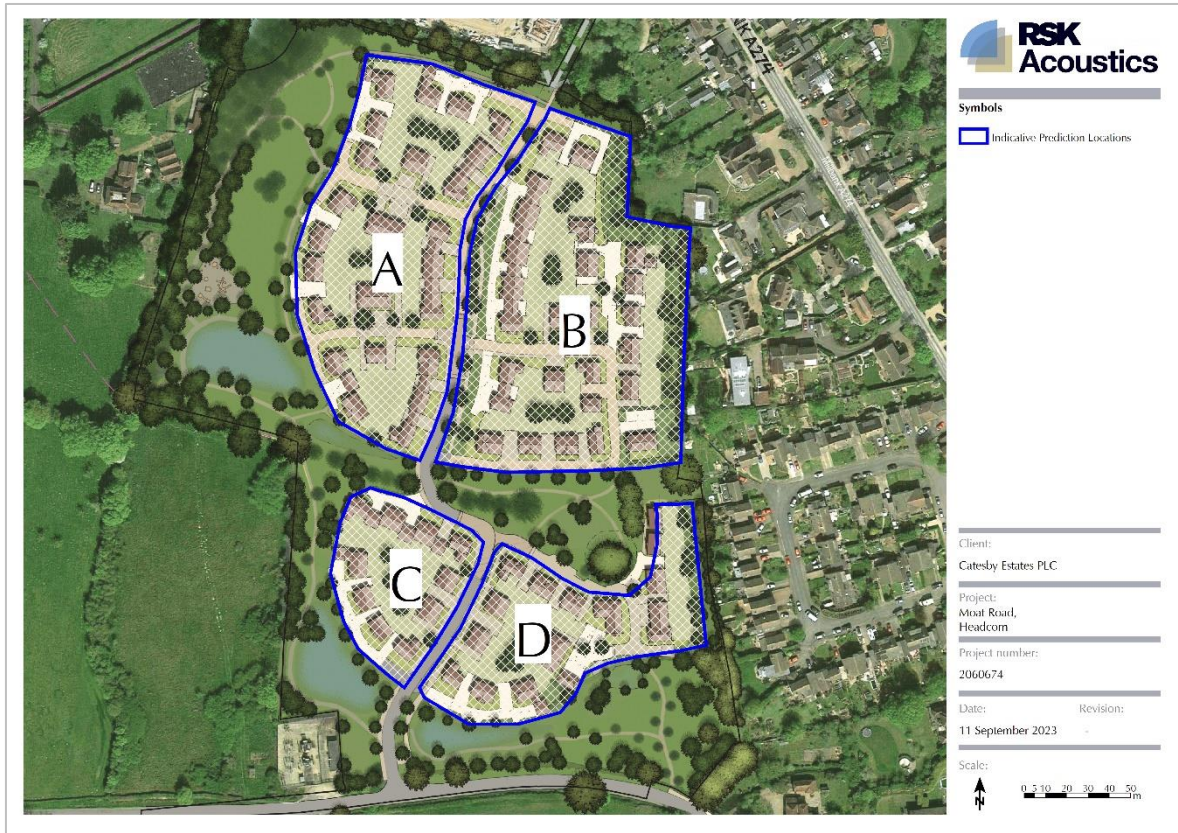 RSK
Acoustics
Symbols
Indicative Prediction Locations
A274
A
B
C
D
Client:
Catesby Estates PLC
Project:
Moat Road,
Headcorn
Project number:
2060674
Date:
Revision:
11 September 2023
-
Scale:
N
0 5 10 20 30 40 50
m